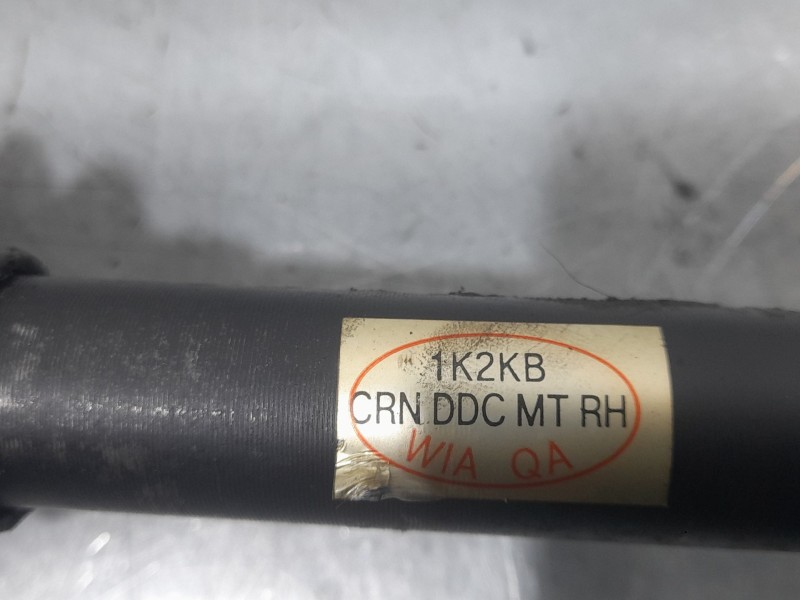 1K2KB
CRN DDC MT RH
WIA QA